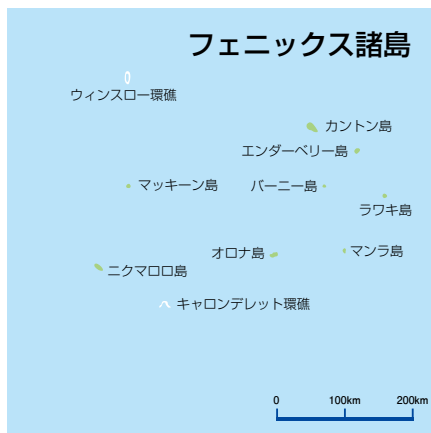 フェニックス諸島
ウィンスロー環礁
カントン島
エンダーベリー島
マッキーン島
バーニー島
ラワキ島
オロナ島
マンラ島
ニクマロロ島
キャロンデレット環礁
0 100km 200km